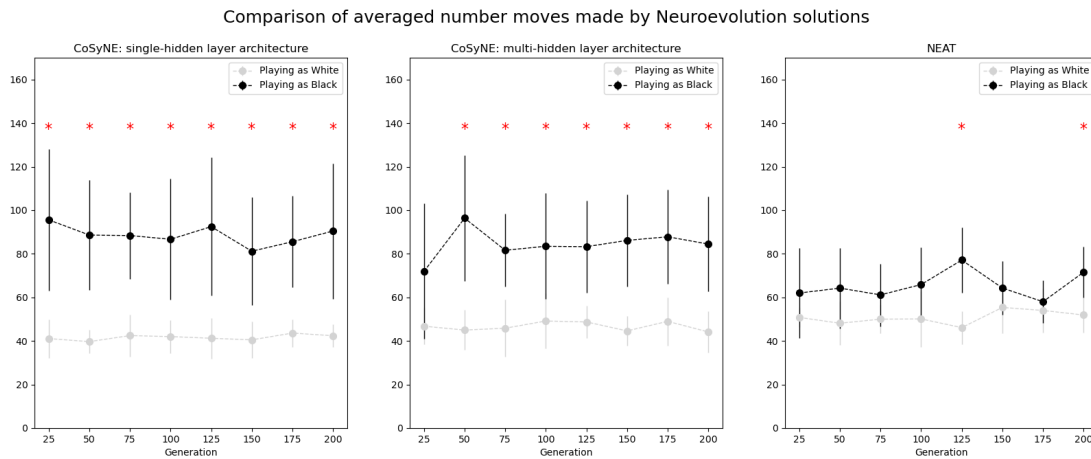 Comparison of averaged number moves made by Neuroevolution solutions
CoSyNE: single-hidden layer architecture
160
140
120
100
80
60
40
20
0
Playing as White
Playing as Black
* * * * * * * *
25 50 75 100 125 150 175 200
Generation
CoSyNE: multi-hidden layer architecture
160
140
120
100
80
60
40
20
0
Playing as White
Playing as Black
* * * * * * *
25 50 75 100 125 150 175 200
Generation
NEAT
160
140
120
100
80
60
40
20
0
Playing as White
Playing as Black
* *
25 50 75 100 125 150 175 200
Generation